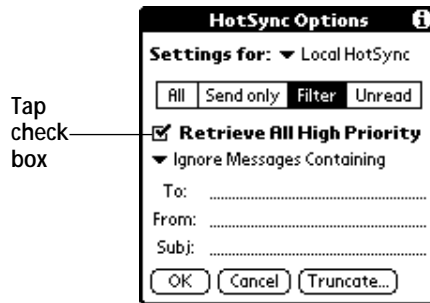 HotSync Options i
Settings for: Local HotSync
All Send only Filter Unread
Tap
check
box
Retrieve All High Priority
Ignore Messages Containing
To:
From:
Subj:
OK Cancel Truncate...